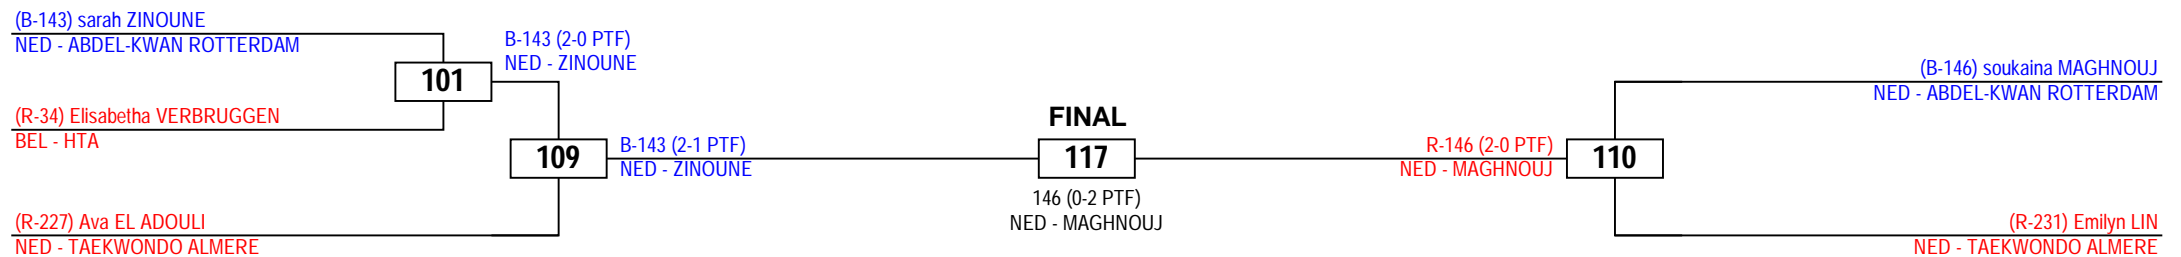 (B-143) sarah ZINOUNE
NED - ABDEL-KWAN ROTTERDAM
101
B-143 (2-0 PTF)
NED - ZINOUNE
(R-34) Elisabetha VERBRUGGEN
BEL - HTA
109
B-143 (2-1 PTF)
NED - ZINOUNE
(R-227) Ava EL ADOULI
NED - TAEKWONDO ALMERE
FINAL
117
146 (0-2 PTF)
NED - MAGHNOUJ
R-146 (2-0 PTF)
NED - MAGHNOUJ
110
(B-146) soukaina MAGHNOUJ
NED - ABDEL-KWAN ROTTERDAM
(R-231) Emilyn LIN
NED - TAEKWONDO ALMERE